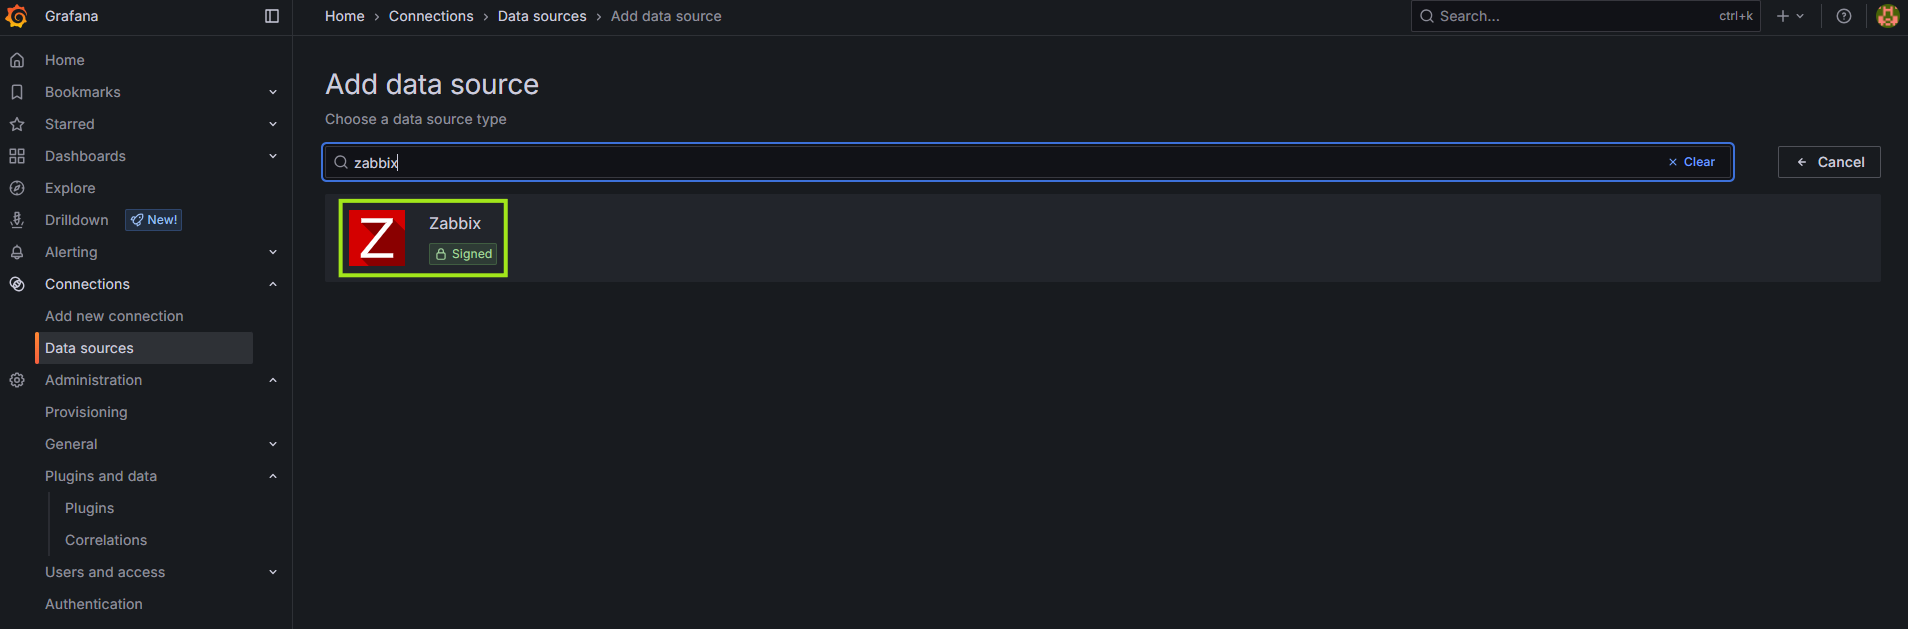 Grafana
Home › Connections › Data sources › Add data source
Search...
ctrl+k
Home
Bookmarks
Starred
Dashboards
Explore
Drilldown
New!
Alerting
Connections
Add new connection
Data sources
Administration
Provisioning
General
Plugins and data
Plugins
Correlations
Users and access
Authentication
Add data source
Choose a data source type
zabbix
Clear
Cancel
Z
Zabbix
Signed